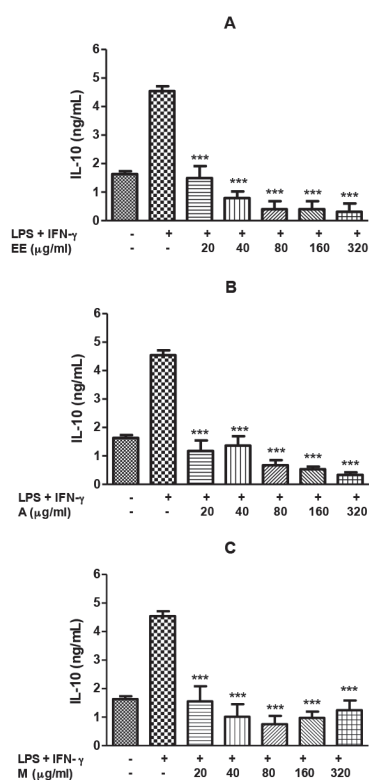 A
IL-10 (ng/mL)
6
5
4
3
2
1
0
*** *** *** *** ***
LPS + IFN-γ - + + + + + +
EE (µg/ml) - - 20 40 80 160 320
B
IL-10 (ng/mL)
6
5
4
3
2
1
0
*** *** *** *** ***
LPS + IFN-γ - + + + + + +
A (µg/ml) - - 20 40 80 160 320
C
IL-10 (ng/mL)
6
5
4
3
2
1
0
*** *** *** *** ***
LPS + IFN- γ - + + + + + +
M (µg/ml) - - 20 40 80 160 320